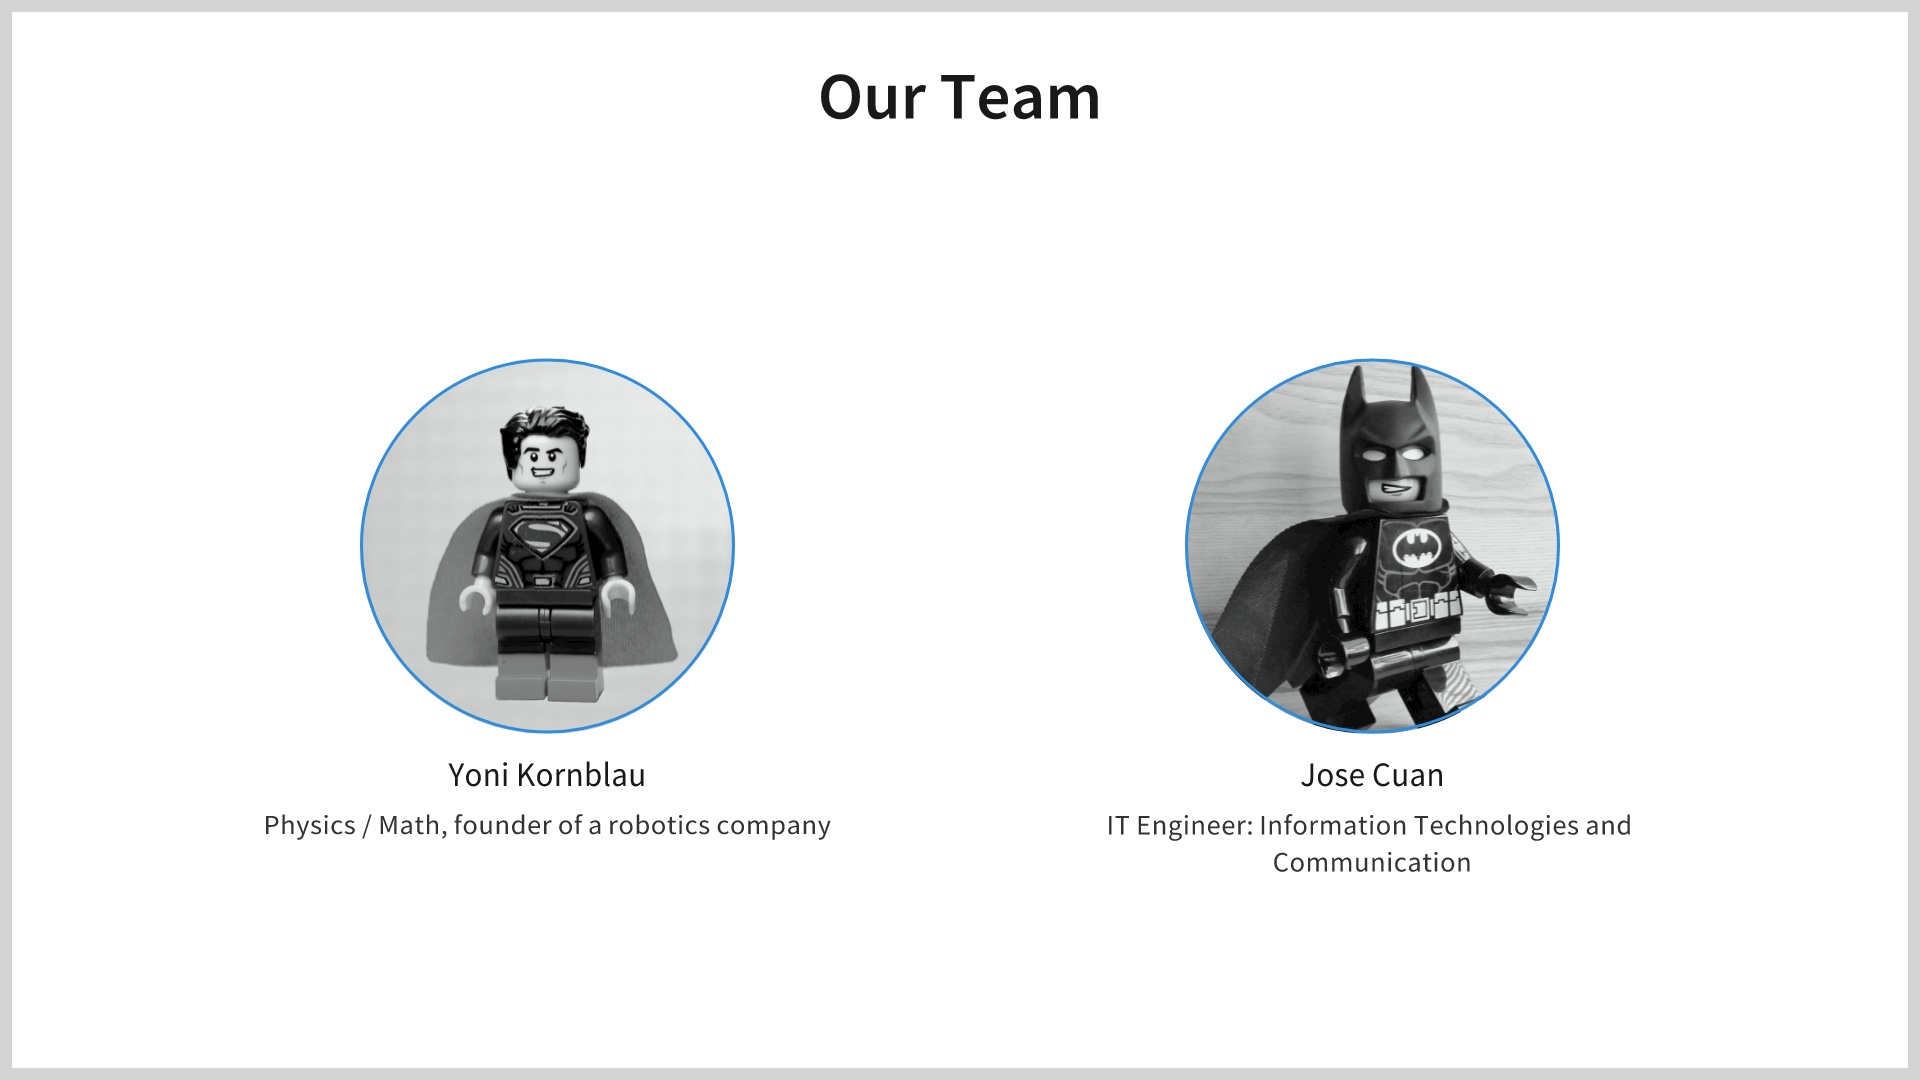 Our Team
Yoni Kornblau
Physics / Math, founder of a robotics company
Jose Cuan
IT Engineer: Information Technologies and
Communication